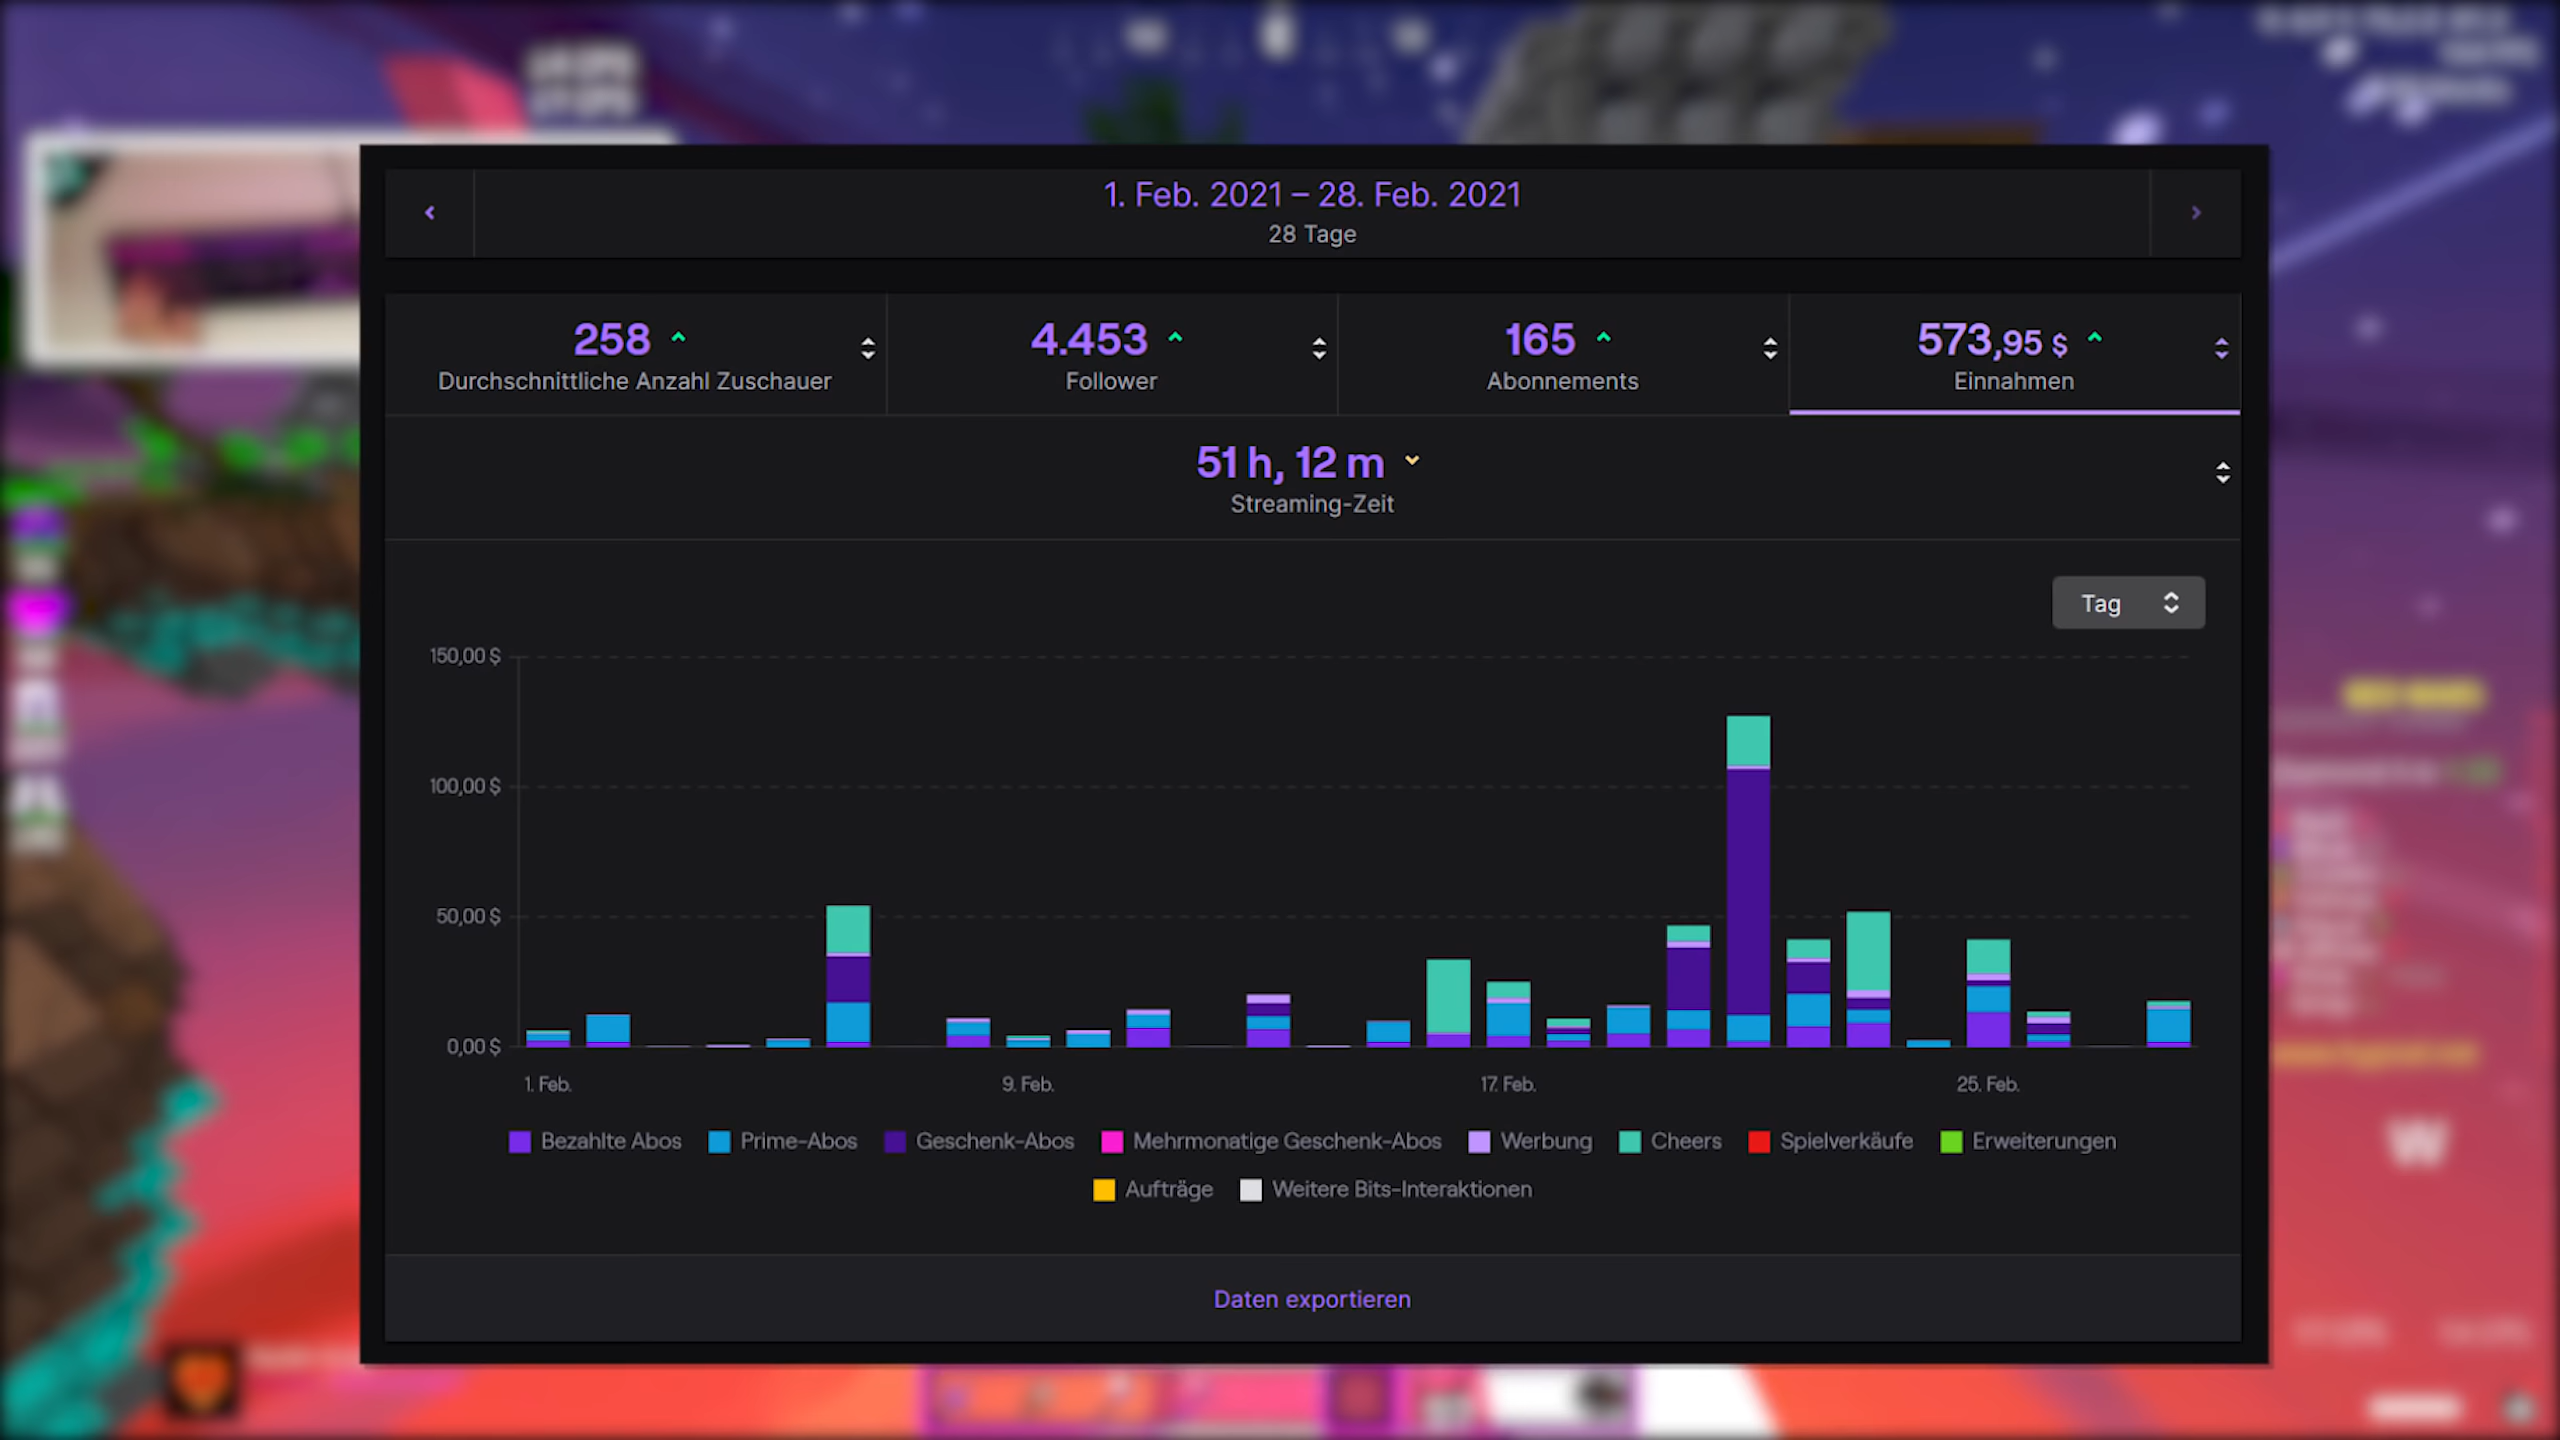 1. Feb. 2021 – 28. Feb. 2021
28 Tage
258
Durchschnittliche Anzahl Zuschauer
4.453
Follower
165
Abonnements
573,95 $
Einnahmen
51 h, 12 m
Streaming-Zeit
Tag
150,00 $
100,00 $
50,00 $
0,00 $
1. Feb. 9. Feb. 17. Feb. 25. Feb.
Bezahlte Abos Prime-Abos Geschenk-Abos Mehrmonatige Geschenk-Abos Werbung Cheers Spielverkäufe Erweiterungen
Aufträge Weitere Bits-Interaktionen
Daten exportieren